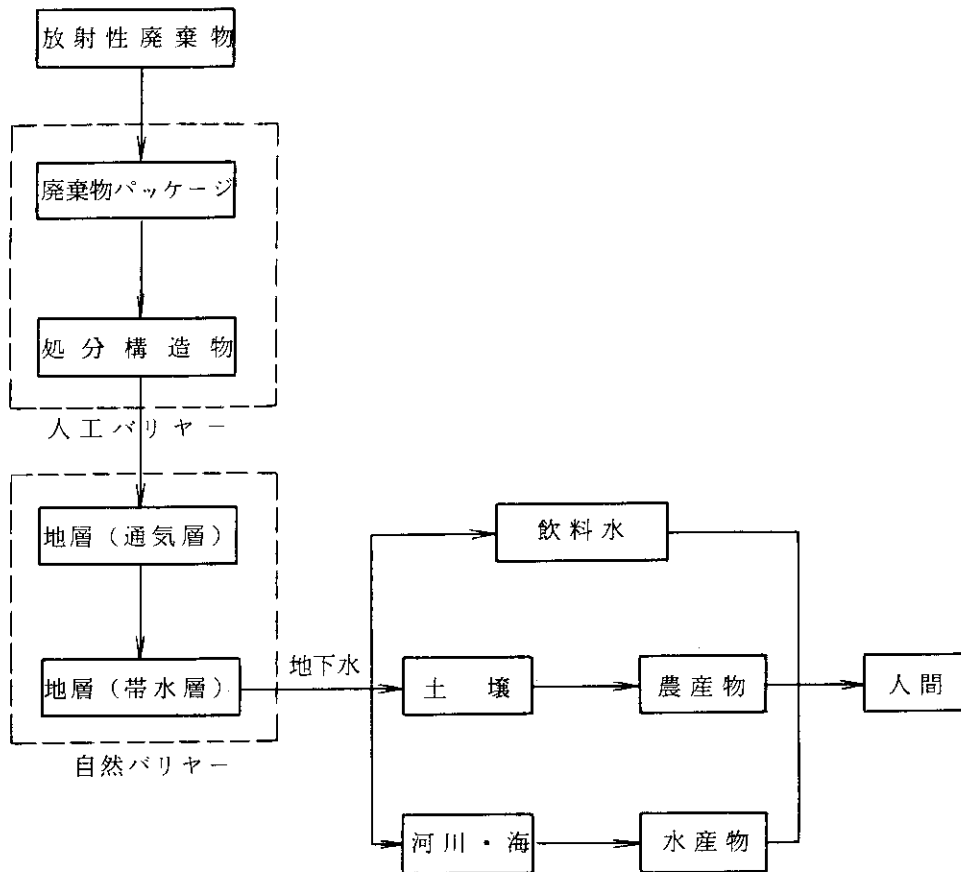 放射性廃棄物
廃棄物パッケージ
処分構造物
人工バリヤー
地層(通気層)
地層(帯水層)
自然バリヤー
地下水
飲料水
土壌
農産物
人間
河川・海
水産物